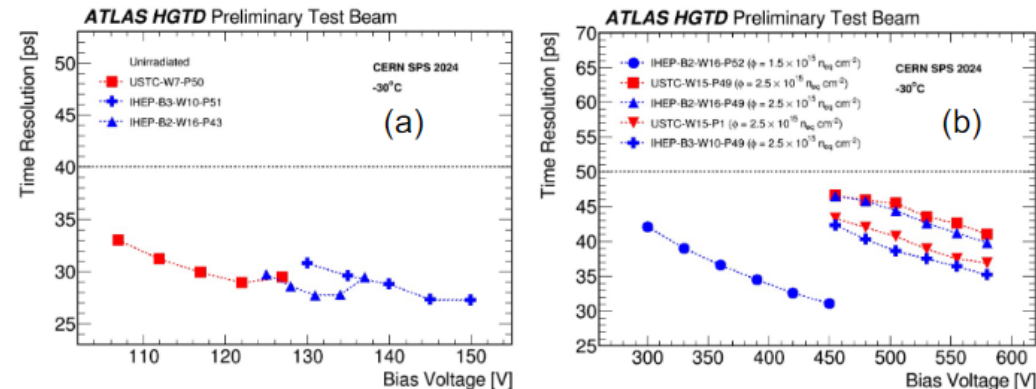 ATLAS HGTD Preliminary Test Beam
Time Resolution [ps]
50
45
40
35
30
25
Unirradiated
USTC-W7-P50
IHEP-B3-W10-P51
IHEP-B2-W16-P43
CERN SPS 2024
-30°C
(a)
110 120 130 140 150
Bias Voltage [V]
ATLAS HGTD Preliminary Test Beam
Time Resolution [ps]
70
65
60
55
50
45
40
35
30
25
IHEP-B2-W16-P52 (ϕ = 1.5 × 10¹⁵ n_eq cm⁻²)
USTC-W15-P49 (ϕ = 2.5 × 10¹⁵ n_eq cm⁻²)
IHEP-B2-W16-P49 (ϕ = 2.5 × 10¹⁵ n_eq cm⁻²)
USTC-W15-P1 (ϕ = 2.5 × 10¹⁵ n_eq cm⁻²)
IHEP-B3-W10-P49 (ϕ = 2.5 × 10¹⁵ n_eq cm⁻²)
CERN SPS 2024
-30°C
(b)
300 350 400 450 500 550 600
Bias Voltage [V]